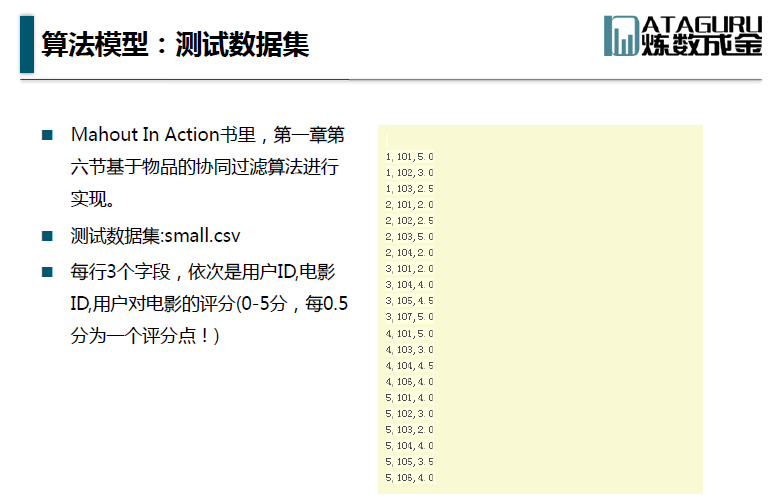 算法模型：测试数据集
DATAGURU
炼数成金
Mahout In Action书里，第一章第
六节基于物品的协同过滤算法进行
实现。
测试数据集:small.csv
每行3个字段，依次是用户ID,电影
ID,用户对电影的评分(0-5分，每0.5
分为一个评分点！)
1,101,5.0
1,102,3.0
1,103,2.5
2,101,2.0
2,102,2.5
2,103,5.0
2,104,2.0
3,101,2.0
3,104,4.0
3,105,4.5
3,107,5.0
4,101,5.0
4,103,3.0
4,104,4.5
4,106,4.0
5,101,4.0
5,102,3.0
5,103,2.0
5,104,4.0
5,105,3.5
5,106,4.0